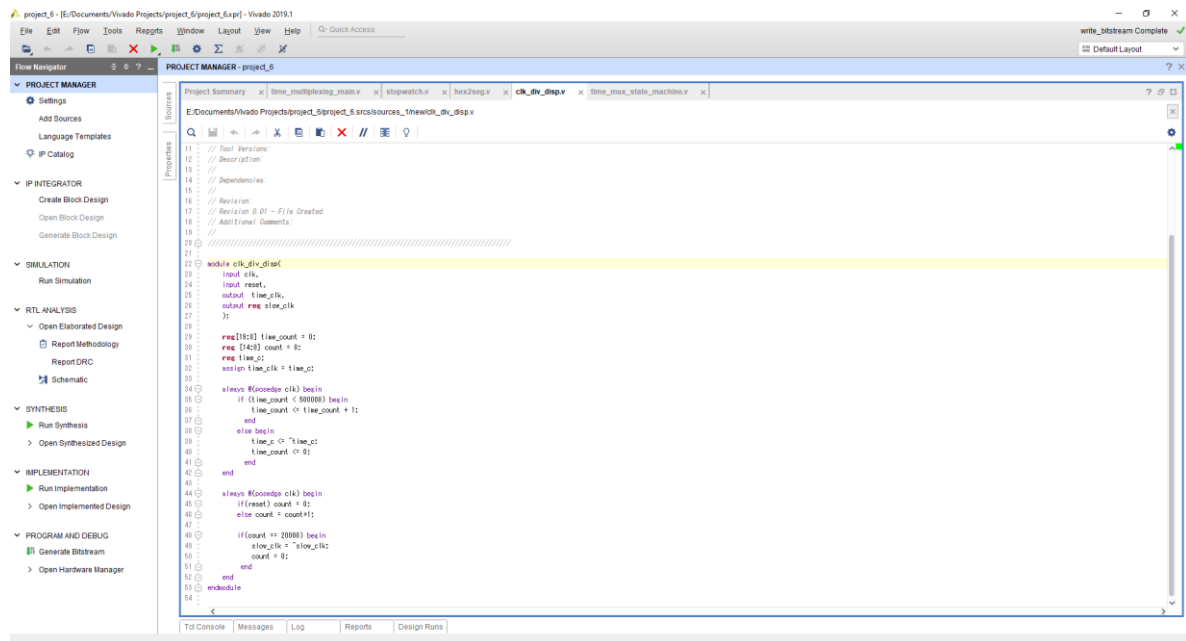 project_6 - [E:/Documents/Vivado Projects/project_6/project_6.xpr] - Vivado 2019.1
File Edit Flow Tools Reports Window Layout View Help Quick Access
write_bitstream Complete
Default Layout
Flow Navigator
PROJECT MANAGER - project_6
PROJECT MANAGER
Settings
Add Sources
Language Templates
IP Catalog
IP INTEGRATOR
Create Block Design
Open Block Design
Generate Block Design
SIMULATION
Run Simulation
RTL ANALYSIS
Open Elaborated Design
Report Methodology
Report DRC
Schematic
SYNTHESIS
Run Synthesis
Open Synthesized Design
IMPLEMENTATION
Run Implementation
Open Implemented Design
PROGRAM AND DEBUG
Generate Bitstream
Open Hardware Manager
Sources
Properties
Project Summary time_multiplexing_main.v stopwatch.v hex2seg.v clk_div_disp.v time_mux_state_machine.v
E:/Documents/Vivado Projects/project_6/project_6.srcs/sources_1/new/clk_div_disp.v
11 // Tool Versions:
12 // Description:
13 //
14 // Dependencies:
15 //
16 // Revision:
17 // Revision 0.01 - File Created
18 // Additional Comments:
19 //
20 //////////////////////////////////////////////////////////////////////////////////
21
22 module clk_div_disp(
23 input clk,
24 input reset,
25 output time_clk,
26 output reg slow_clk
27 );
28
29 reg[19:0] time_count = 0;
30 reg [14:0] count = 0;
31 reg time_c;
32 assign time_clk = time_c;
33
34 always @(posedge clk) begin
35 if (time_count < 500000) begin
36 time_count <= time_count + 1;
37 end
38 else begin
39 time_c <= ~time_c;
40 time_count <= 0;
41 end
42 end
43
44 always @(posedge clk) begin
45 if(reset) count = 0;
46 else count = count+1;
47
48 if(count == 20000) begin
49 slow_clk = ~slow_clk;
50 count = 0;
51 end
52 end
53 endmodule
54
Tcl Console Messages Log Reports Design Runs